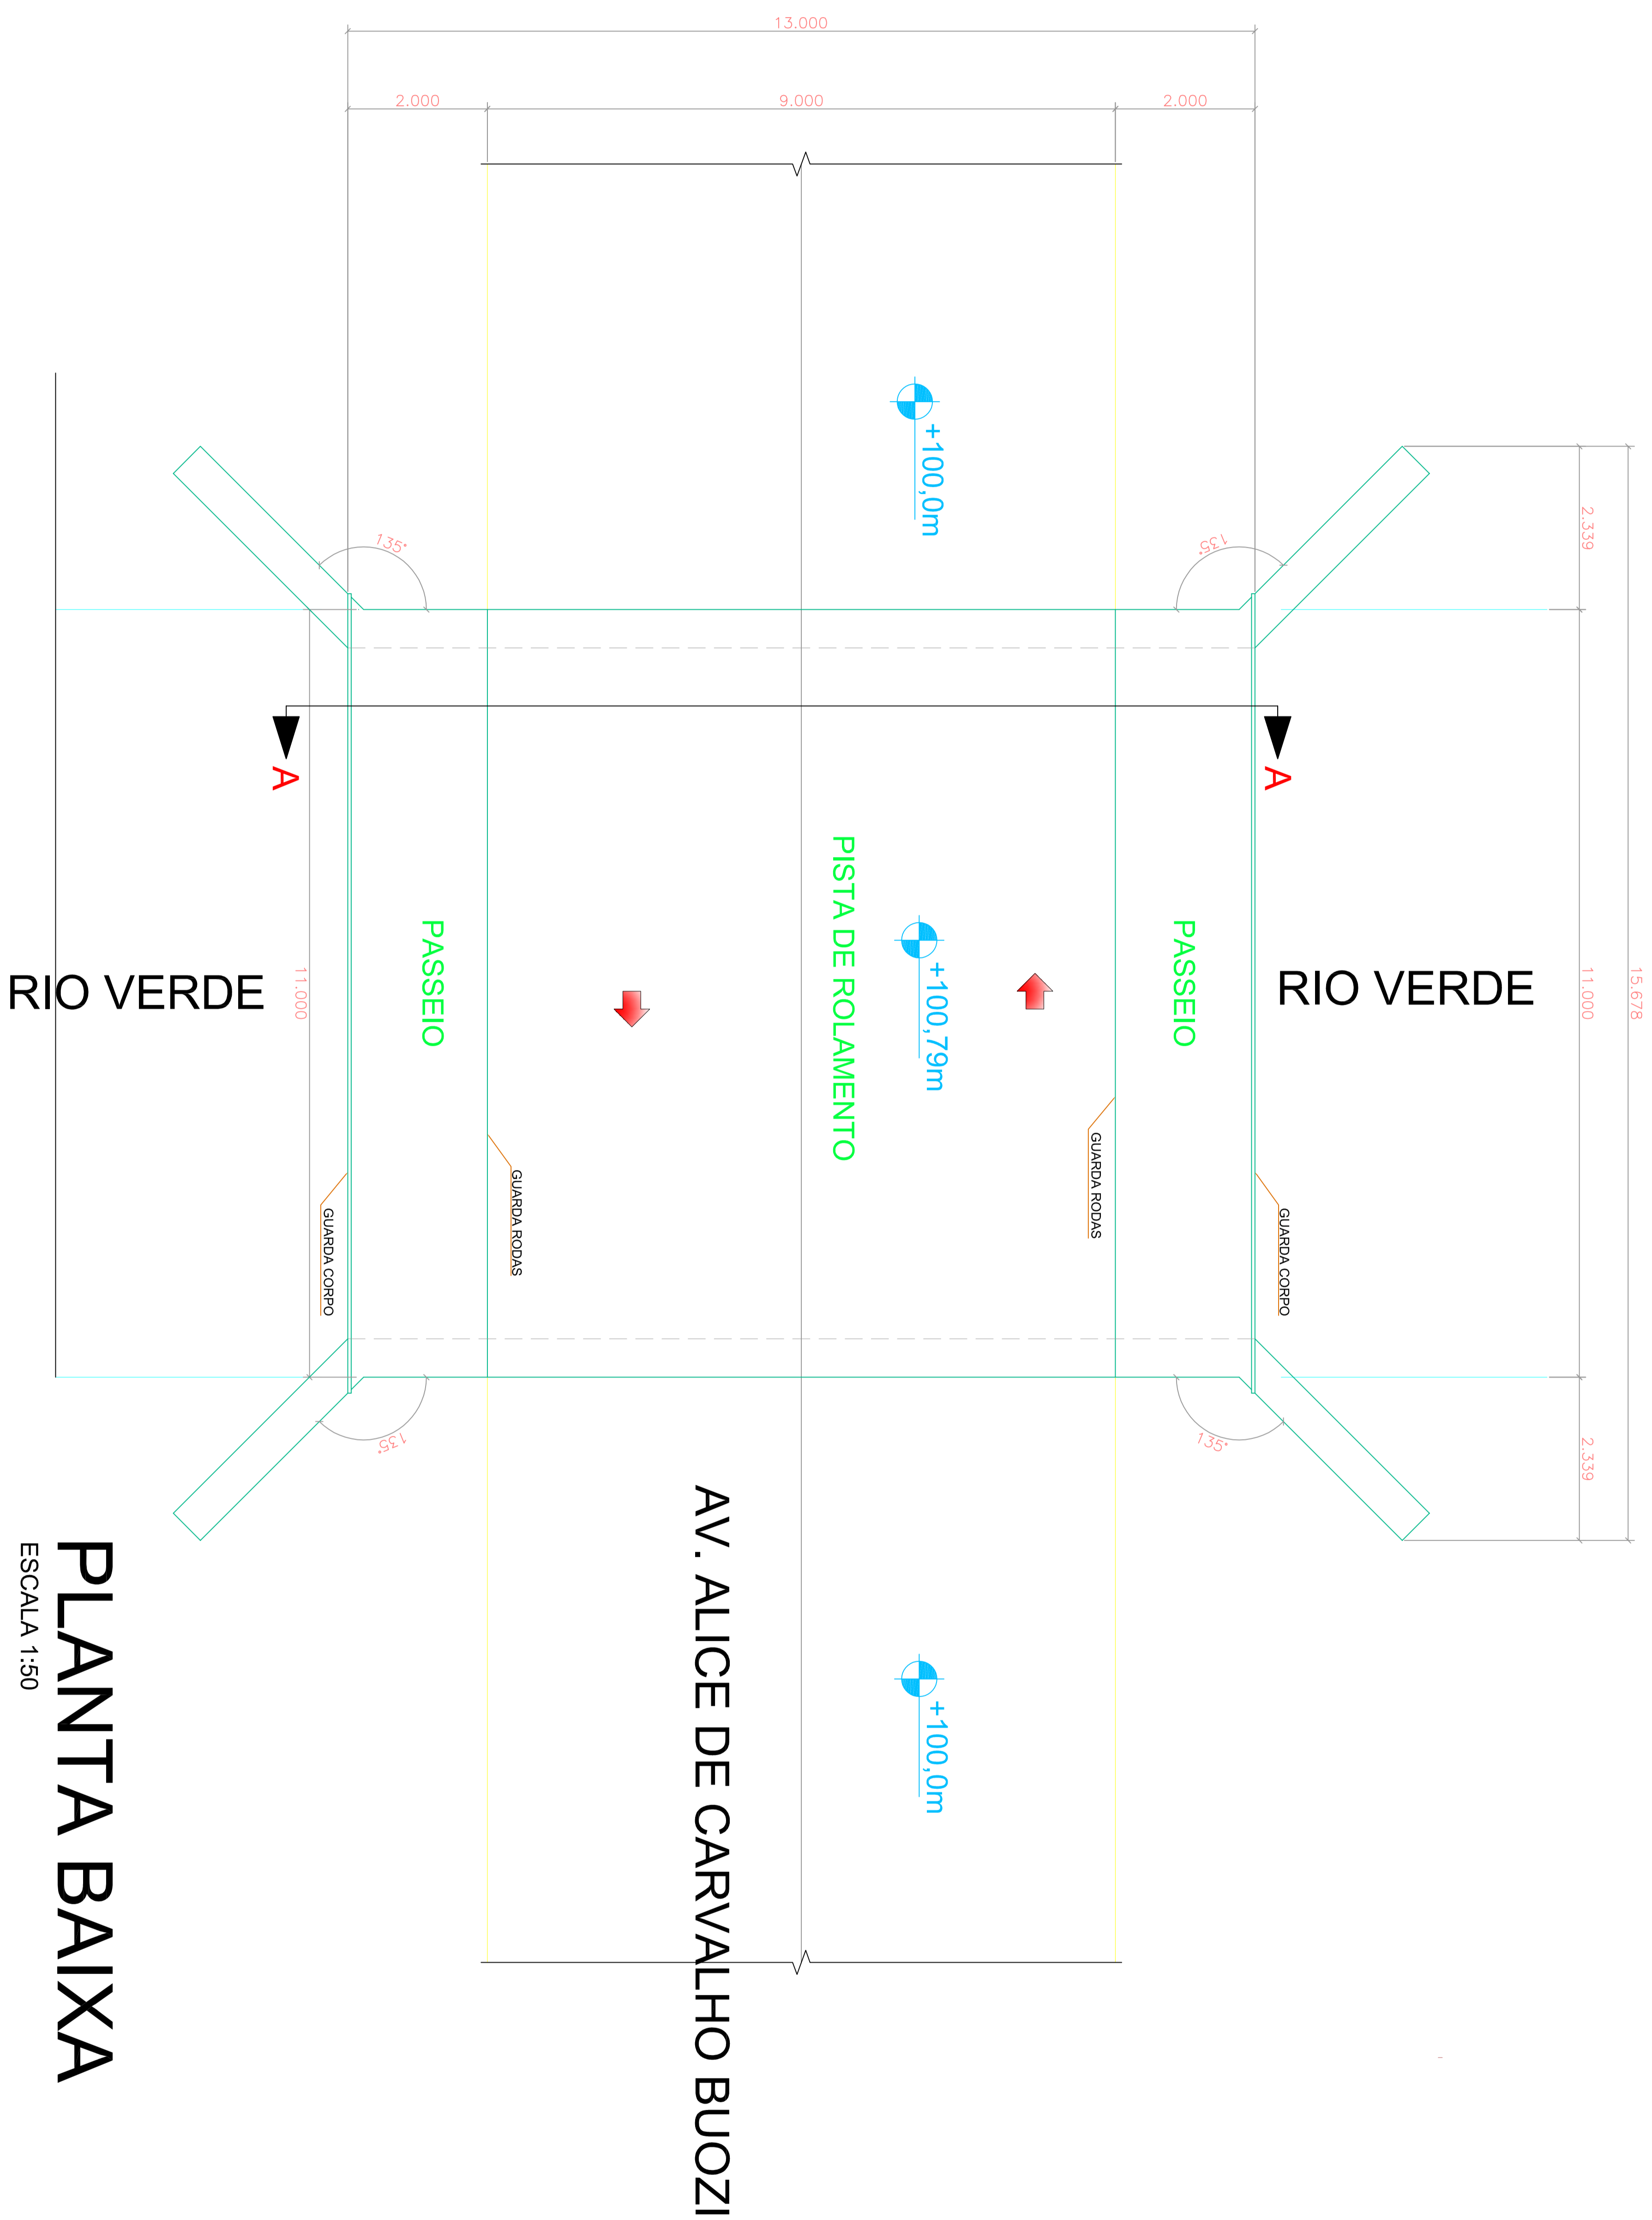 13.000
2.000
9.000
2.000
+100,0m
2.339
135°
135°
A
A
PISTA DE ROLAMENTO
PASSEIO
PASSEIO
+100,79m
RIO VERDE
11.000
RIO VERDE
11.000
15.678
GUARDA RODAS
GUARDA RODAS
GUARDA CORPO
GUARDA CORPO
135°
135°
2.339
AV. ALICE DE CARVALHO BUOZI
+100,0m
PLANTA BAIXA
ESCALA 1:50